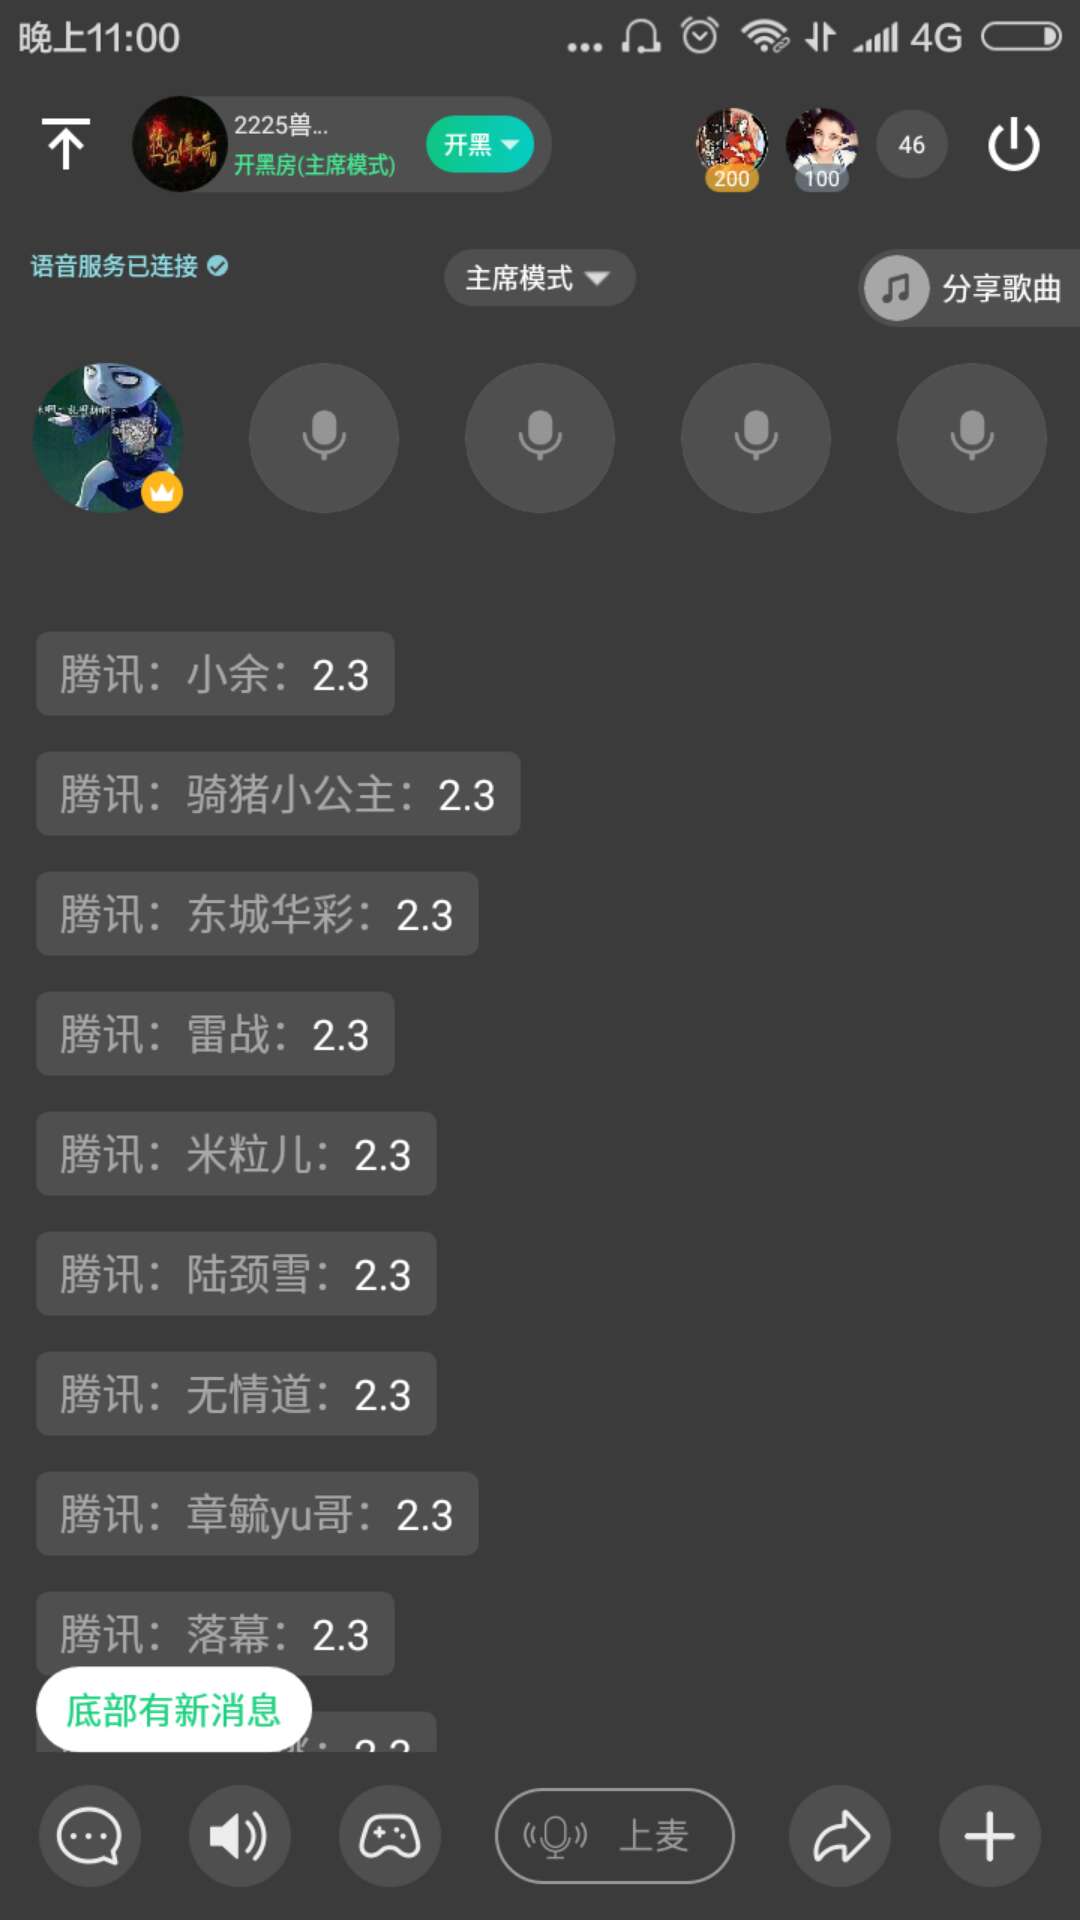 晚上11:00
4G
热血传奇
2225兽...
开黑房(主席模式)
开黑
200
100
46
语音服务已连接
主席模式
分享歌曲
腾讯：小余：2.3
腾讯：骑猪小公主：2.3
腾讯：东城华彩：2.3
腾讯：雷战：2.3
腾讯：米粒儿：2.3
腾讯：陆颈雪：2.3
腾讯：无情道：2.3
腾讯：章毓yu哥：2.3
腾讯：落幕：2.3
底部有新消息
上麦